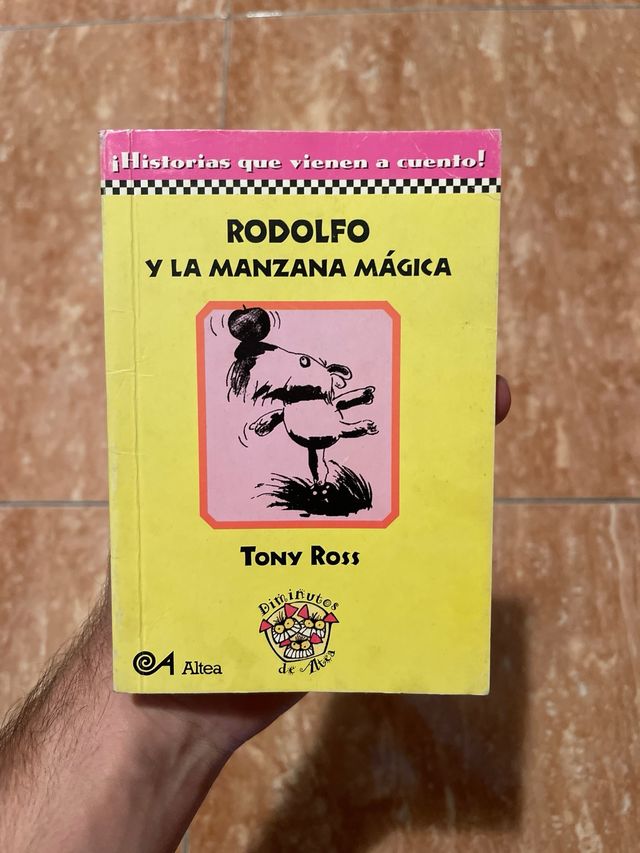 ¡Historias que vienen a cuento!
RODOLFO
Y LA MANZANA MÁGICA
TONY ROSS
Diminutos
de Altea
Altea